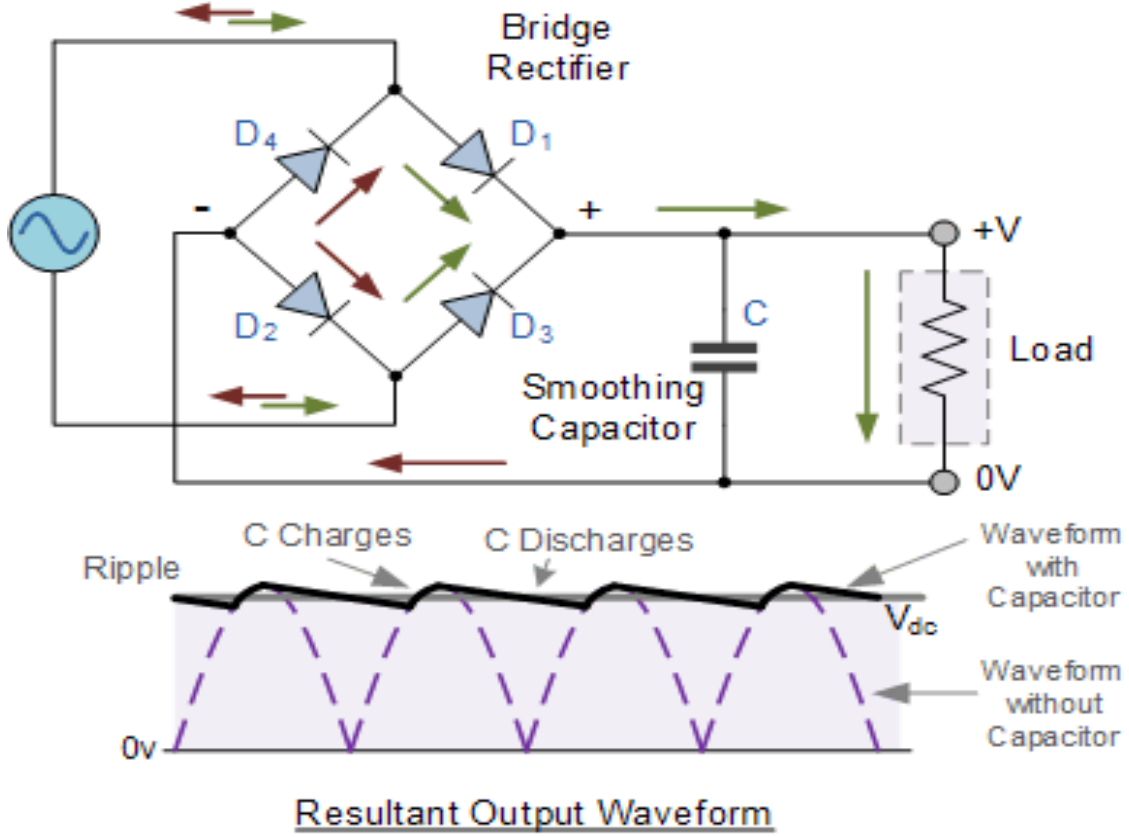 Bridge
Rectifier
D4
D1
-
+
+V
D2
D3
C
Load
Smoothing
Capacitor
0V
C Charges
C Discharges
Waveform
with
Capacitor
Ripple
Vdc
Waveform
without
Capacitor
0v
Resultant Output Waveform